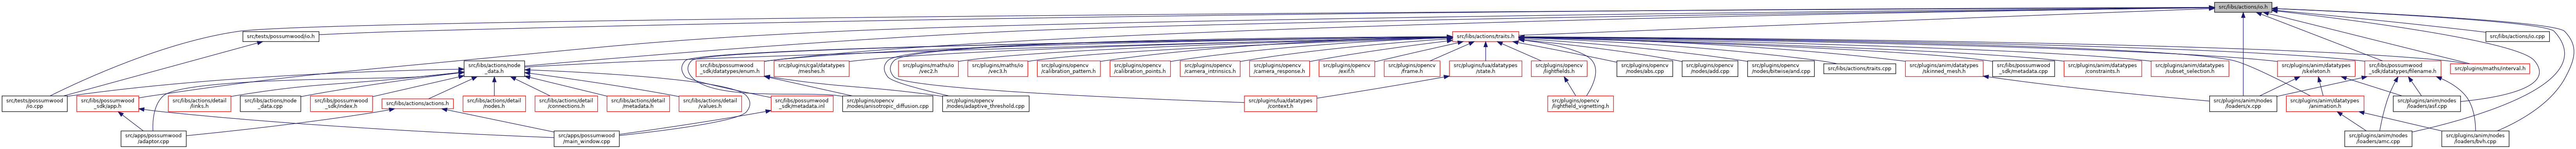 src/libs/actions/io.h
src/tests/possumwood/io.h
src/libs/actions/traits.h
src/libs/actions/io.cpp
src/libs/actions/node
_data.h
src/libs/possumwood
_sdk/datatypes/enum.h
src/plugins/cgal/datatypes
/meshes.h
src/plugins/maths/io
/vec2.h
src/plugins/maths/io
/vec3.h
src/plugins/opencv
/calibration_pattern.h
src/plugins/opencv
/calibration_points.h
src/plugins/opencv
/camera_intrinsics.h
src/plugins/opencv
/camera_response.h
src/plugins/opencv
/exif.h
src/plugins/opencv
/frame.h
src/plugins/lua/datatypes
/state.h
src/plugins/opencv
/lightfields.h
src/plugins/opencv
/nodes/abs.cpp
src/plugins/opencv
/nodes/add.cpp
src/plugins/opencv
/nodes/bitwise/and.cpp
src/libs/actions/traits.cpp
src/plugins/anim/datatypes
/skinned_mesh.h
src/libs/possumwood
_sdk/metadata.cpp
src/plugins/anim/datatypes
/constraints.h
src/plugins/anim/datatypes
/subset_selection.h
src/plugins/anim/datatypes
/skeleton.h
src/libs/possumwood
_sdk/datatypes/filename.h
src/plugins/maths/interval.h
src/tests/possumwood
/io.cpp
src/libs/possumwood
_sdk/app.h
src/libs/actions/detail
/links.h
src/libs/actions/node
_data.cpp
src/libs/possumwood
_sdk/index.h
src/libs/actions/actions.h
src/libs/actions/detail
/nodes.h
src/libs/actions/detail
/connections.h
src/libs/actions/detail
/metadata.h
src/libs/actions/detail
/values.h
src/libs/possumwood
_sdk/metadata.inl
src/plugins/opencv
/nodes/anisotropic_diffusion.cpp
src/plugins/opencv
/nodes/adaptive_threshold.cpp
src/plugins/lua/datatypes
/context.h
src/plugins/opencv
/lightfield_vignetting.h
src/plugins/anim/nodes
/loaders/x.cpp
src/plugins/anim/datatypes
/animation.h
src/plugins/anim/nodes
/loaders/asf.cpp
src/apps/possumwood
/adaptor.cpp
src/apps/possumwood
/main_window.cpp
src/plugins/anim/nodes
/loaders/amc.cpp
src/plugins/anim/nodes
/loaders/bvh.cpp